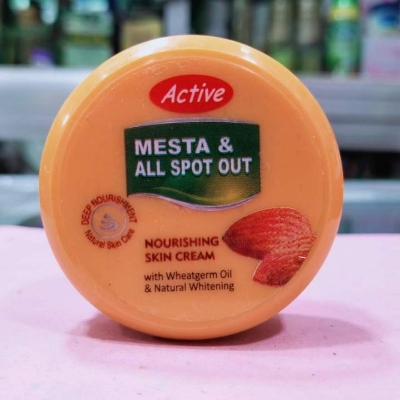 Active
MESTA &
ALL SPOT OUT
DEEP NOURISHMENT
Natural Skin Care
NOURISHING
SKIN CREAM
with Wheatgerm Oil
& Natural Whitening